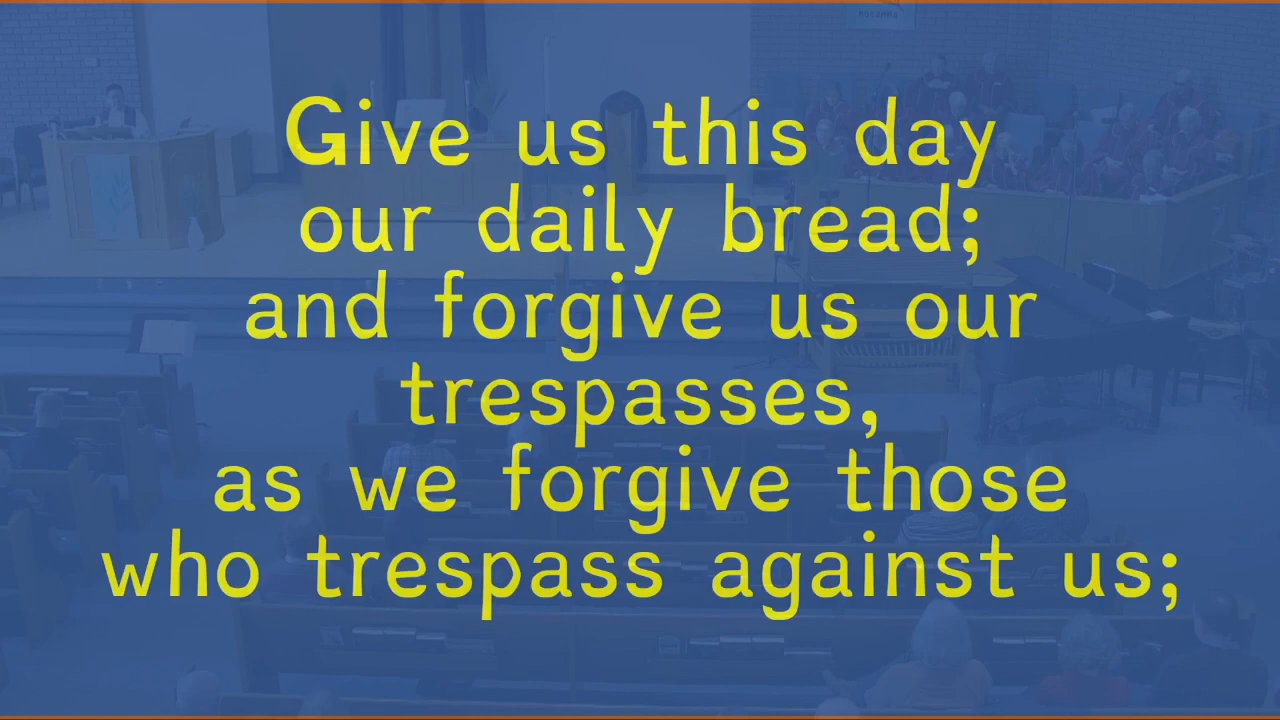 hosanna
Give us this day
our daily bread;
and forgive us our
trespasses,
as we forgive those
who trespass against us;